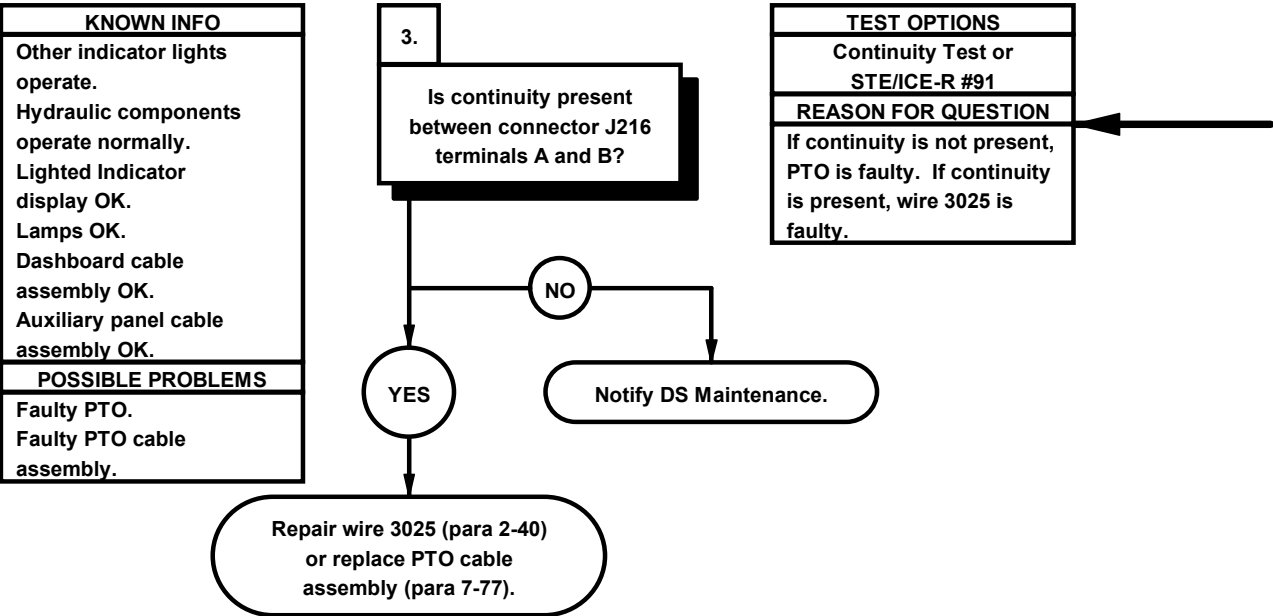 KNOWN INFO
Other indicator lights
operate.
Hydraulic components
operate normally.
Lighted Indicator
display OK.
Lamps OK.
Dashboard cable
assembly OK.
Auxiliary panel cable
assembly OK.
POSSIBLE PROBLEMS
Faulty PTO.
Faulty PTO cable
assembly.
3.
Is continuity present
between connector J216
terminals A and B?
TEST OPTIONS
Continuity Test or
STE/ICE-R #91
REASON FOR QUESTION
If continuity is not present,
PTO is faulty. If continuity
is present, wire 3025 is
faulty.
NO
YES
Notify DS Maintenance.
Repair wire 3025 (para 2-40)
or replace PTO cable
assembly (para 7-77).